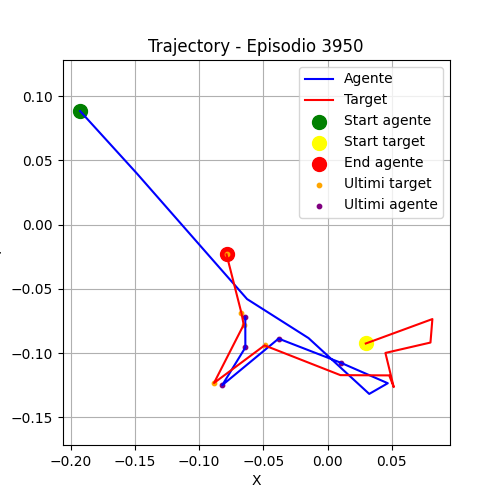 Trajectory - Episodio 3950
Agente
Target
Start agente
Start target
End agente
Ultimi target
Ultimi agente
0.10
0.05
0.00
−0.05
−0.10
−0.15
−0.20
−0.15
−0.10
−0.05
0.00
0.05
X